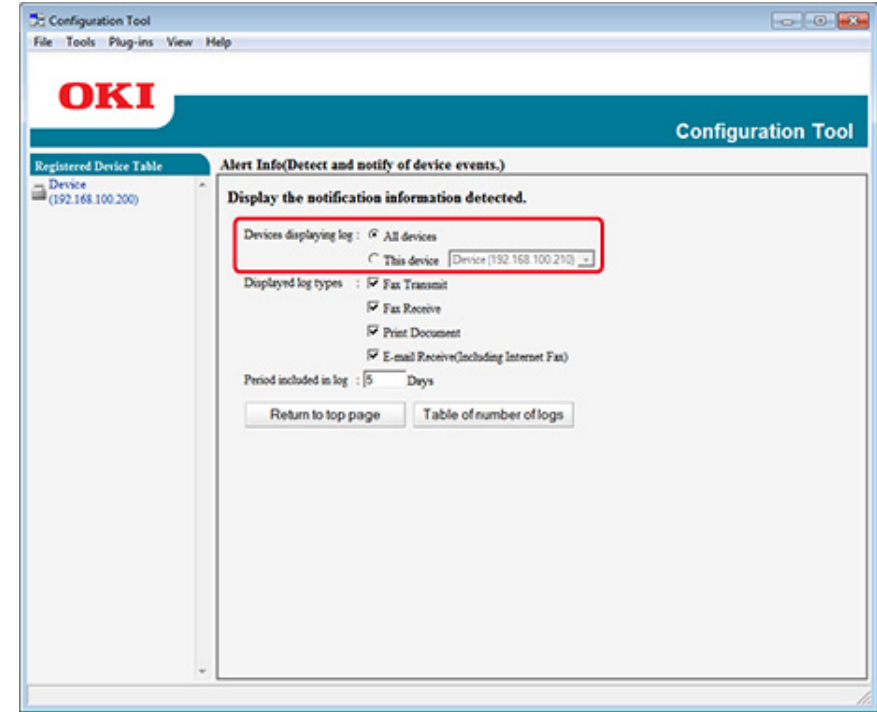 Configuration Tool
File Tools Plug-ins View Help
OKI
Configuration Tool
Registered Device Table
Device
(192.168.100.200)
Alert Info(Detect and notify of device events.)
Display the notification information detected.
Devices displaying log : All devices
This device Device (192.168.100.210)
Displayed log types : Fax Transmit
Fax Receive
Print Document
E-mail Receive(Including Internet Fax)
Period included in log : 5 Days
Return to top page Table of number of logs